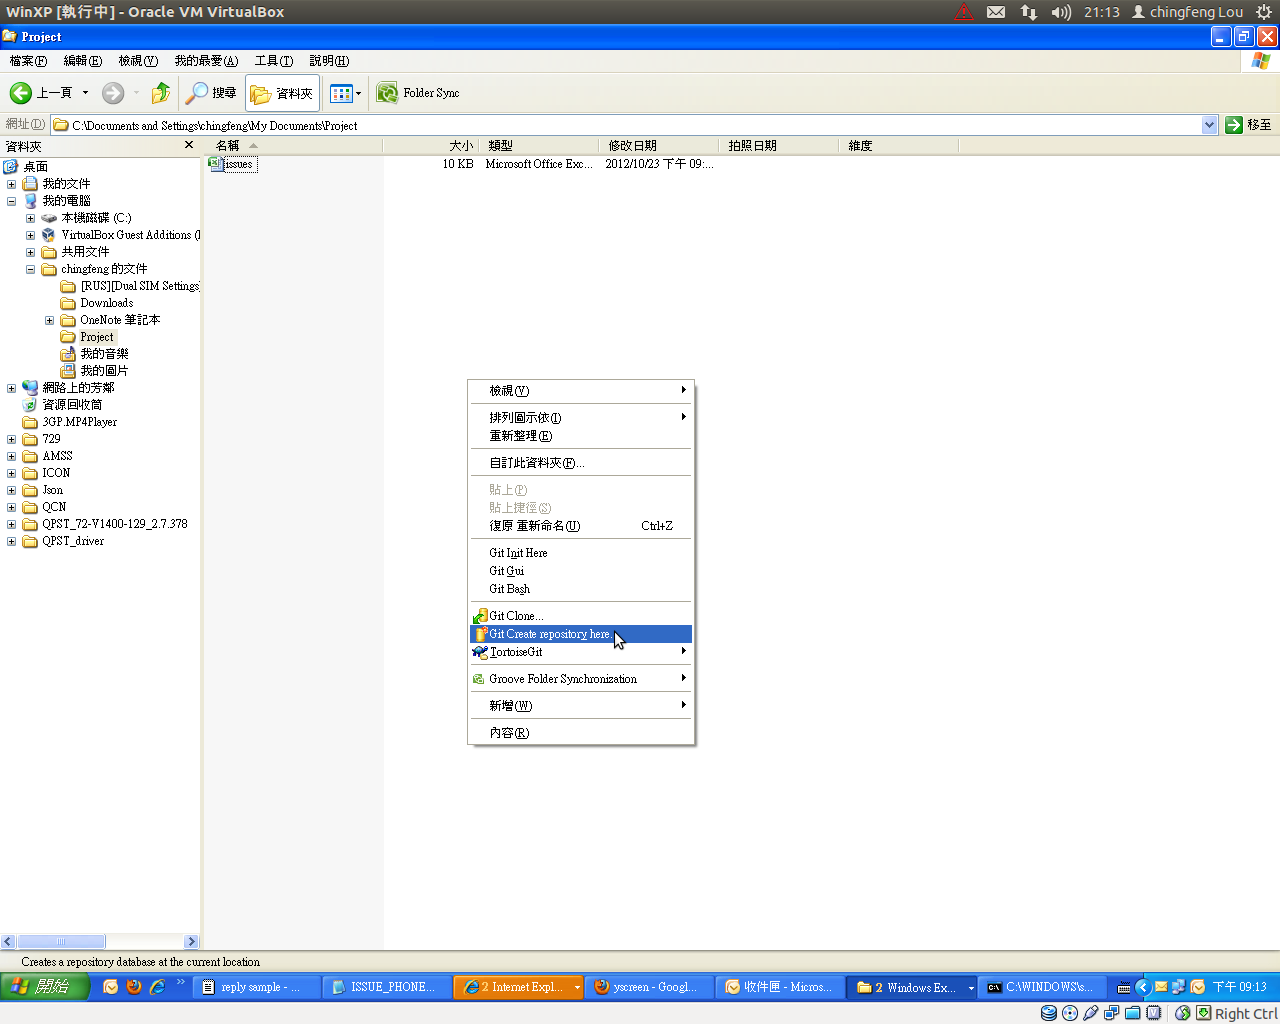 WinXP [執行中] - Oracle VM VirtualBox
21:13
chingfeng Lou
Project
檔案(F) 編輯(E) 檢視(V) 我的最愛(A) 工具(T) 說明(H)
上一頁 搜尋 資料夾 Folder Sync
網址(D) C:\Documents and Settings\chingfeng\My Documents\Project 移至
資料夾
名稱 大小 類型 修改日期 拍照日期 維度
issues 10 KB Microsoft Office Exc... 2012/10/23 下午 09:...
桌面
我的文件
我的電腦
本機磁碟 (C:)
VirtualBox Guest Additions (
共用文件
chingfeng 的文件
[RUS][Dual SIM Settings]
Downloads
OneNote 筆記本
Project
我的音樂
我的圖片
網路上的芳鄰
資源回收筒
3GP.MP4Player
729
AMSS
ICON
Json
QCN
QPST_72-V1400-129_2.7.378
QPST_driver
檢視(V)
排列圖示依(I)
重新整理(E)
自訂此資料夾(F)...
貼上(P)
貼上捷徑(S)
復原 重新命名(U) Ctrl+Z
Git Init Here
Git Gui
Git Bash
Git Clone...
Git Create repository here...
TortoiseGit
Groove Folder Synchronization
新增(W)
內容(R)
Creates a repository database at the current location
開始 reply sample - ... ISSUE_PHONE... 2 Internet Expl... yscreen - Googl... 收件匣 - Micros... 2 Windows Ex... C:\WINDOWS\s... 下午 09:13
Right Ctrl